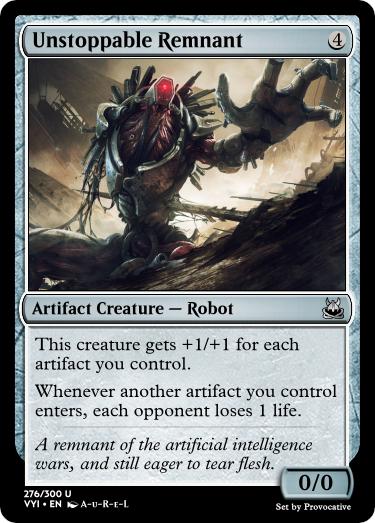 Unstoppable Remnant 4
Artifact Creature — Robot
This creature gets +1/+1 for each
artifact you control.
Whenever another artifact you control
enters, each opponent loses 1 life.
A remnant of the artificial intelligence
wars, and still eager to tear flesh.
0/0
276/300 U
VYI • EN A-U-R-E-L
Set by Provocative